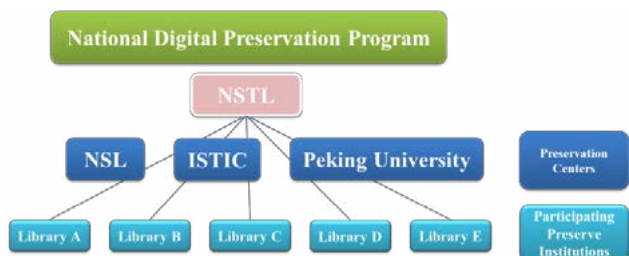 National Digital Preservation Program
NSTL
NSL
ISTIC
Peking University
Preservation
Centers
Library A
Library B
Library C
Library D
Library E
Participating
Preserve
Institutions